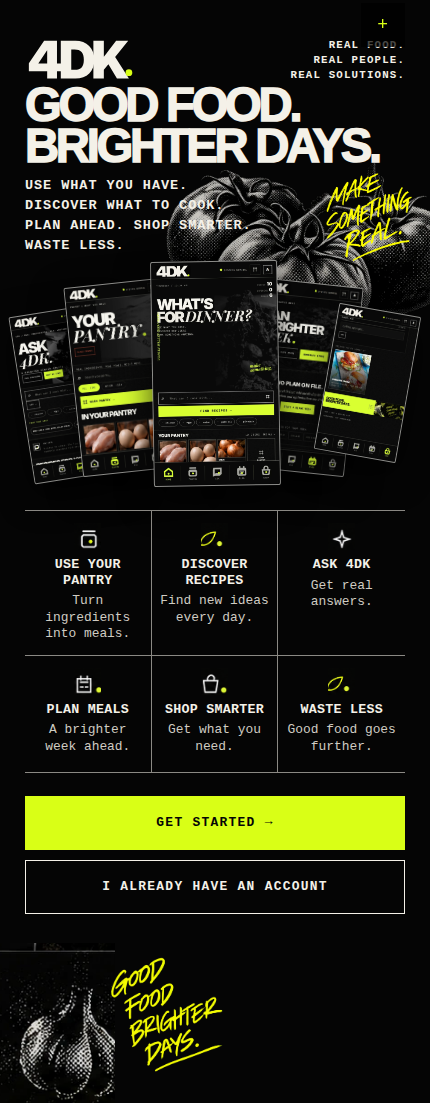 +
4DK.
REAL FOOD.
REAL PEOPLE.
REAL SOLUTIONS.
GOOD FOOD.
BRIGHTER DAYS.
USE WHAT YOU HAVE.
DISCOVER WHAT TO COOK.
PLAN AHEAD. SHOP SMARTER.
WASTE LESS.
MAKE
SOMETHING
REAL.
4DK.
ASK
4DK.
4DK.
YOUR
PANTRY.
IN YOUR PANTRY
4DK.
WHAT'S
FOR DINNER?
FIND RECIPES →
YOUR PANTRY
4DK.
USE YOUR
PANTRY
Turn
ingredients
into meals.
DISCOVER
RECIPES
Find new ideas
every day.
ASK 4DK
Get real
answers.
PLAN MEALS
A brighter
week ahead.
SHOP SMARTER
Get what you
need.
WASTE LESS
Good food goes
further.
GET STARTED →
I ALREADY HAVE AN ACCOUNT
GOOD
FOOD
BRIGHTER
DAYS.